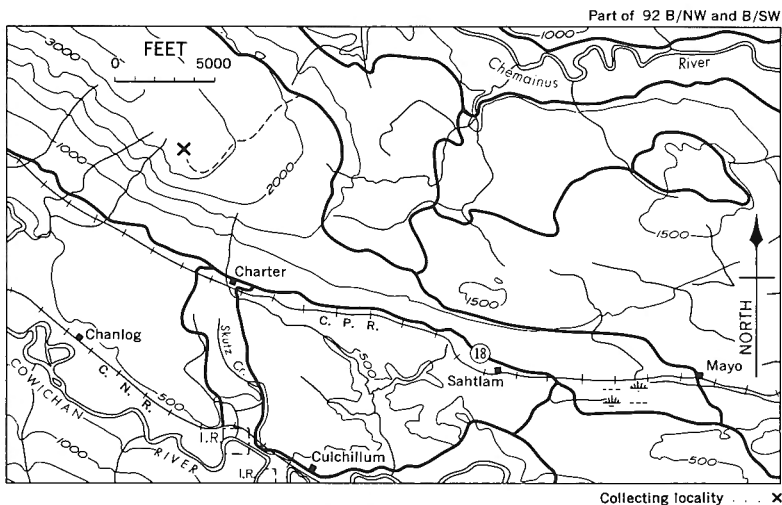 Part of 92 B/NW and B/SW
3000
FEET
0 5000
1000
Chemainus
River
1000
2000
1500
1500
Charter
C. P. R.
Chanlog
C. N. R.
Skutz Cr.
500
18
Sahtlam
Mayo
NORTH
COWICHAN
RIVER
500
1000
I.R.
I.R.
Culchillum
500
Collecting locality . . . X